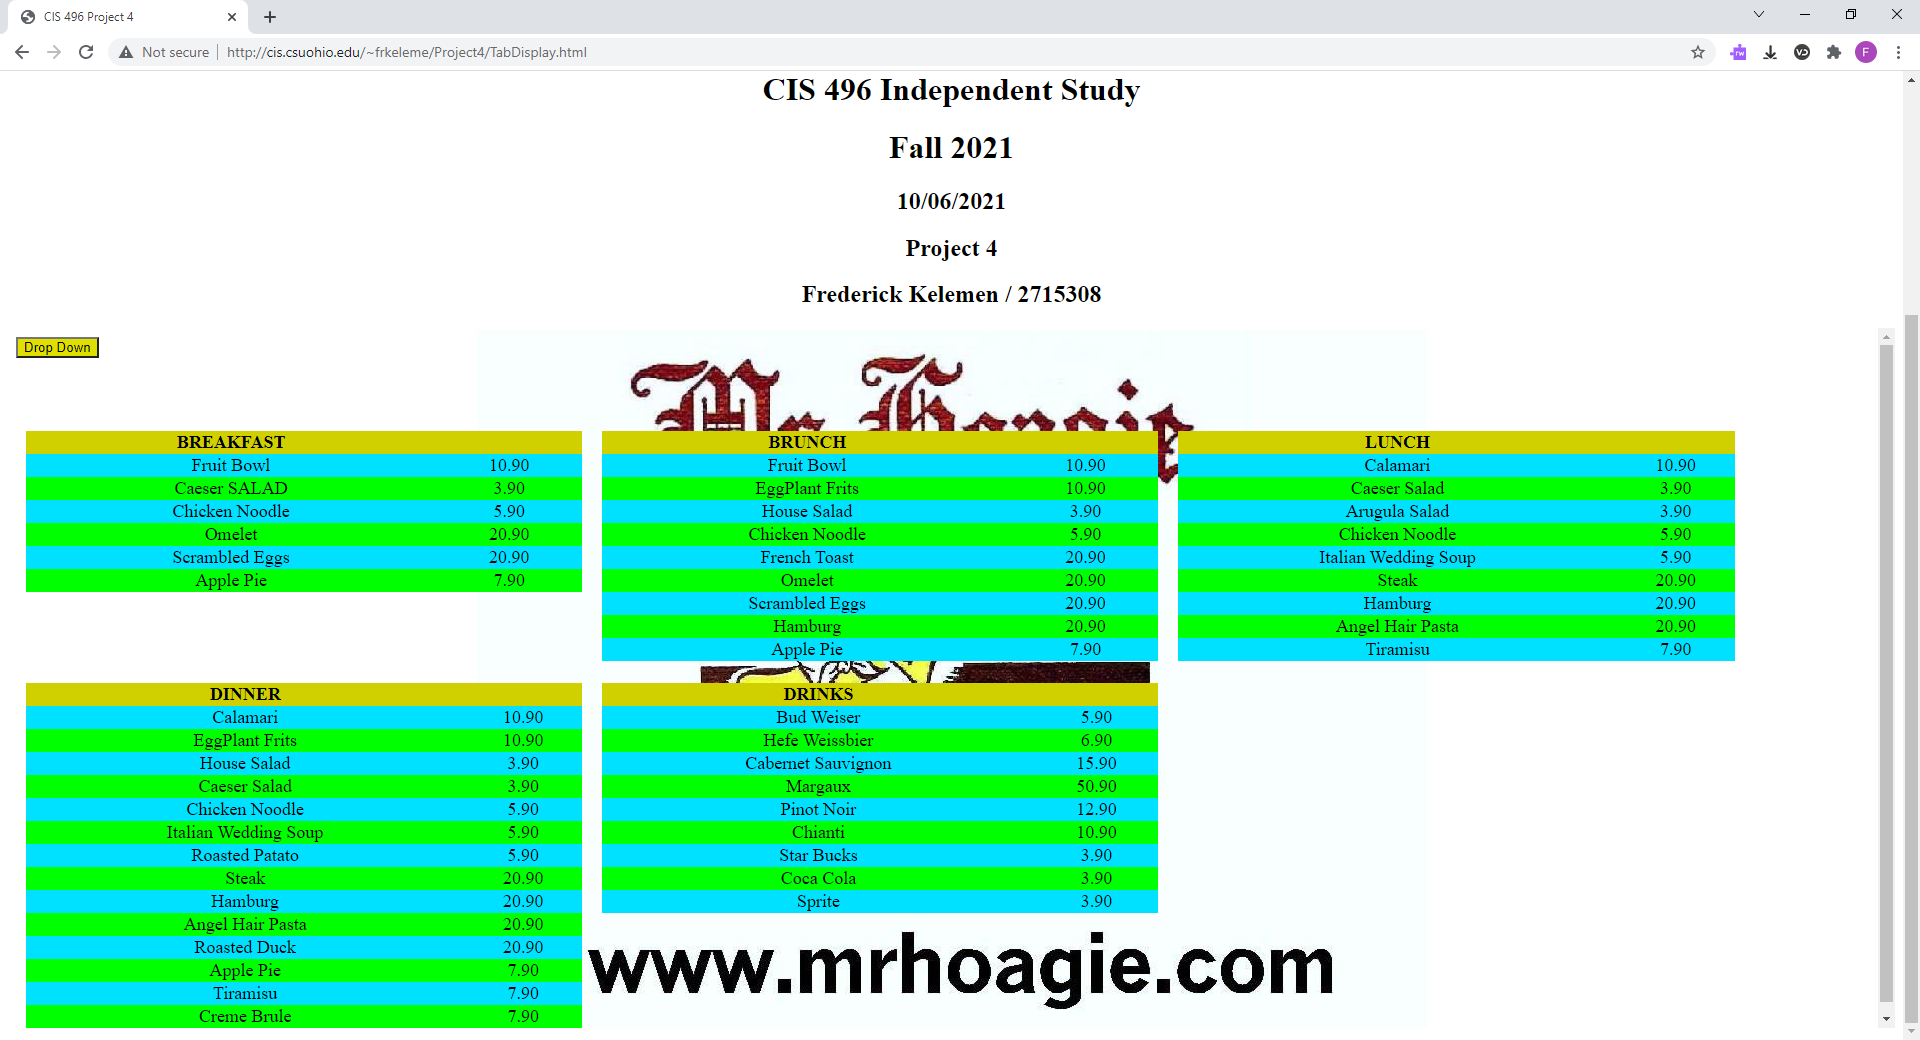 CIS 496 Project 4
Not secure | http://cis.csuohio.edu/~frkeleme/Project4/TabDisplay.html
F
CIS 496 Independent Study
Fall 2021
10/06/2021
Project 4
Frederick Kelemen / 2715308
Drop Down
BREAKFAST
Fruit Bowl 10.90
Caeser SALAD 3.90
Chicken Noodle 5.90
Omelet 20.90
Scrambled Eggs 20.90
Apple Pie 7.90
BRUNCH
Fruit Bowl 10.90
EggPlant Frits 10.90
House Salad 3.90
Chicken Noodle 5.90
French Toast 20.90
Omelet 20.90
Scrambled Eggs 20.90
Hamburg 20.90
Apple Pie 7.90
LUNCH
Calamari 10.90
Caeser Salad 3.90
Arugula Salad 3.90
Chicken Noodle 5.90
Italian Wedding Soup 5.90
Steak 20.90
Hamburg 20.90
Angel Hair Pasta 20.90
Tiramisu 7.90
DINNER
Calamari 10.90
EggPlant Frits 10.90
House Salad 3.90
Caeser Salad 3.90
Chicken Noodle 5.90
Italian Wedding Soup 5.90
Roasted Patato 5.90
Steak 20.90
Hamburg 20.90
Angel Hair Pasta 20.90
Roasted Duck 20.90
Apple Pie 7.90
Tiramisu 7.90
Creme Brule 7.90
DRINKS
Bud Weiser 5.90
Hefe Weissbier 6.90
Cabernet Sauvignon 15.90
Margaux 50.90
Pinot Noir 12.90
Chianti 10.90
Star Bucks 3.90
Coca Cola 3.90
Sprite 3.90
www.mrhoagie.com